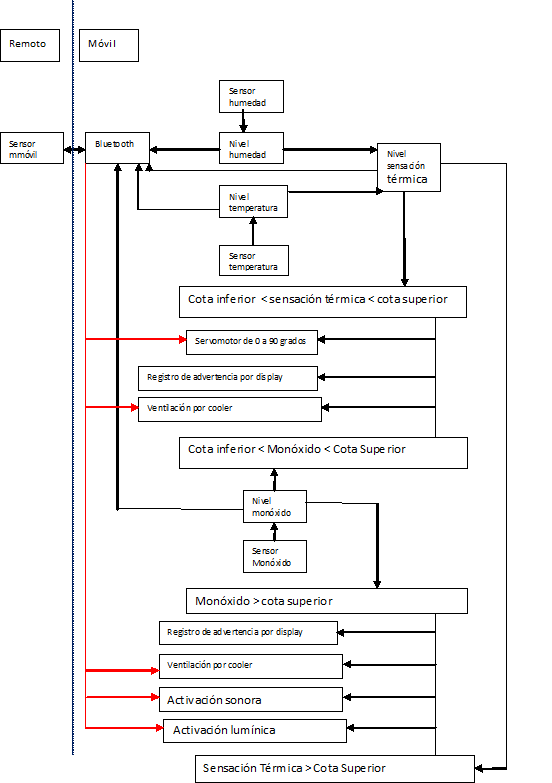 Remoto
Móvil
Sensor
humedad
Sensor
mmóvil
Bluetooth
Nivel
humedad
Nivel
sensación
térmica
Nivel
temperatura
Sensor
temperatura
Cota inferior < sensación térmica < cota superior
Servomotor de 0 a 90 grados
Registro de advertencia por display
Ventilación por cooler
Cota inferior < Monóxido < Cota Superior
Nivel
monóxido
Sensor
Monóxido
Monóxido > cota superior
Registro de advertencia por display
Ventilación por cooler
Activación sonora
Activación lumínica
Sensación Térmica > Cota Superior